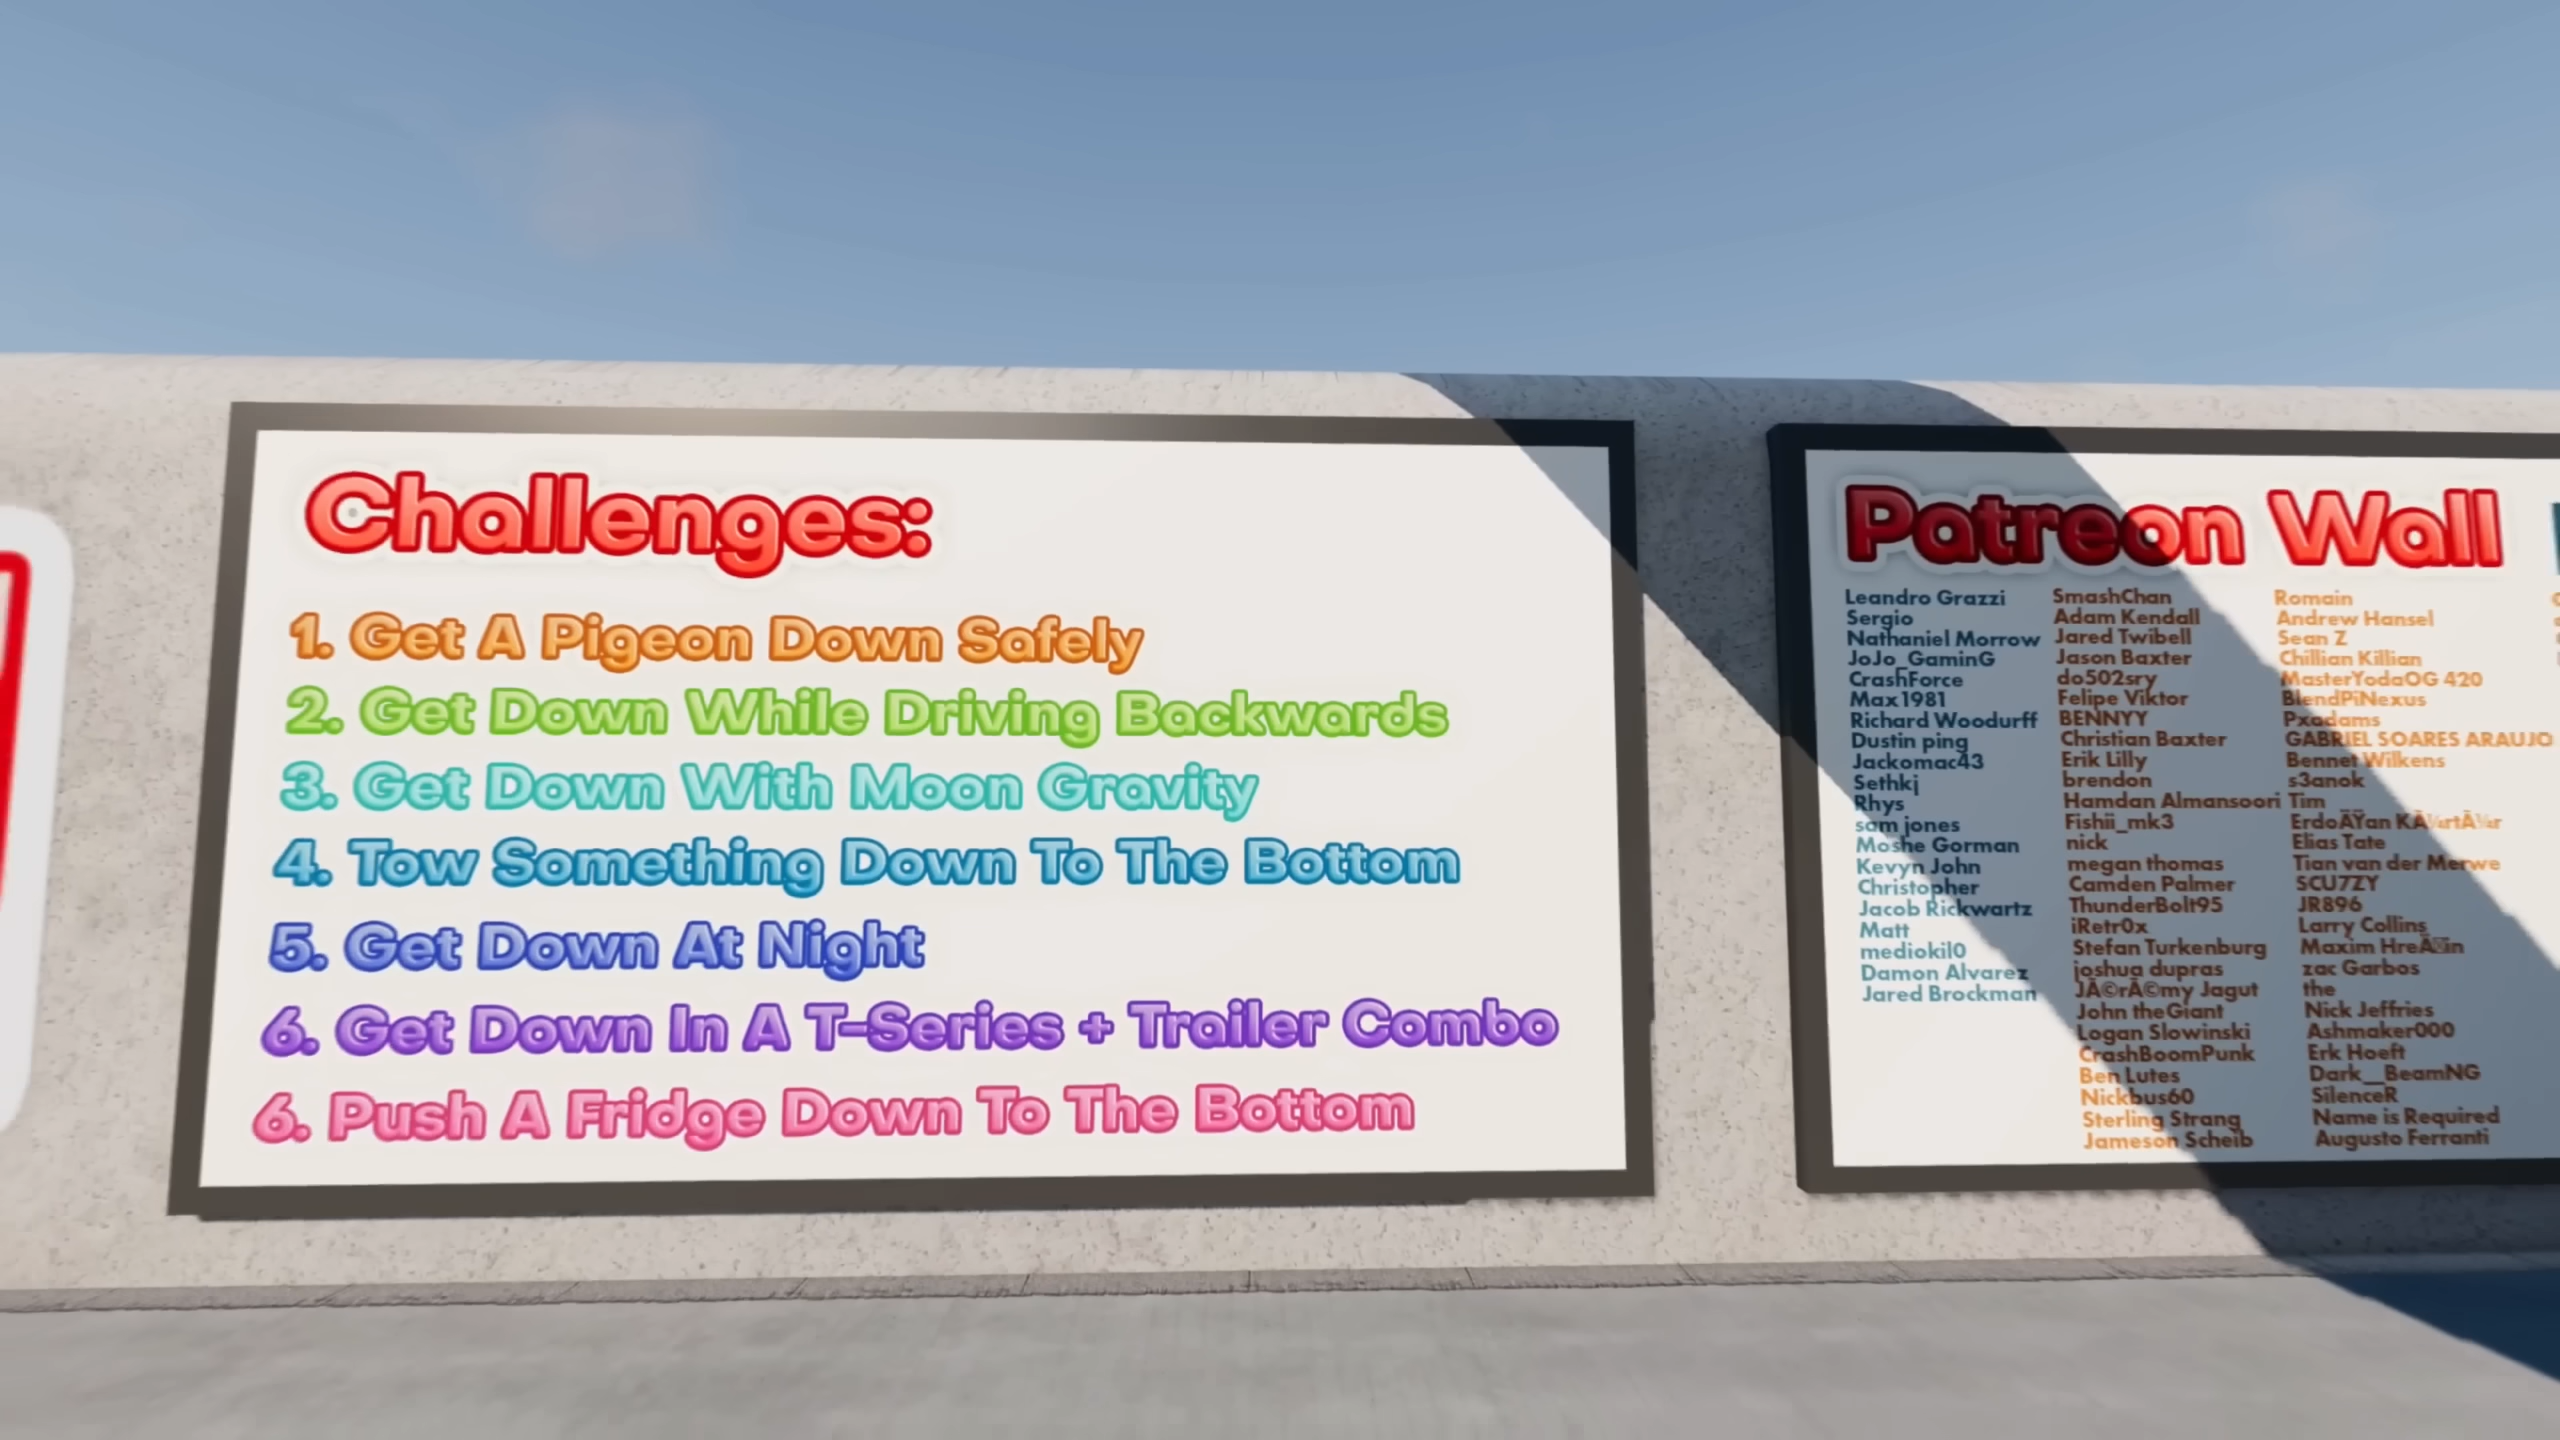 Challenges:
1. Get A Pigeon Down Safely
2. Get Down While Driving Backwards
3. Get Down With Moon Gravity
4. Tow Something Down To The Bottom
5. Get Down At Night
6. Get Down In A T-Series + Trailer Combo
6. Push A Fridge Down To The Bottom
Patreon Wall
Leandro Grazzi
Sergio
Nathaniel Morrow
JoJo_GaminG
CrashForce
Max1981
Richard Woodurff
Dustin ping
Jackomac43
Sethkj
Rhys
sam jones
Moshe Gorman
Kevyn John
Christopher
Jacob Rickwartz
Matt
mediokil0
Damon Alvarez
Jared Brockman
SmashChan
Adam Kendall
Jared Twibell
Jason Baxter
do502sry
Felipe Viktor
BENNYY
Christian Baxter
Erik Lilly
brendon
Hamdan Almansoori
Fishii_mk3
nick
megan thomas
Camden Palmer
ThunderBolt95
iRetr0x
Stefan Turkenburg
joshua dupras
JÃ©rÃ©my Jagut
John theGiant
Logan Slowinski
CrashBoomPunk
Ben Lutes
Nickbus60
Sterling Strang
Jameson Scheib
Romain
Andrew Hansel
Sean Z
Chillian Killian
MasterYodaOG 420
BlendPiNexus
Pxadams
GABRIEL SOARES ARAUJO
Bennet Wilkens
s3anok
Tim
ErdoÄŸan KÃ¼rtÃ¼r
Elias Tate
Tian van der Merwe
SCU7ZY
JR896
Larry Collins
Maxim
zac Garbos
the
Nick Jeffries
Ashmaker000
Erk Hoeft
Dark__BeamNG
SilenceR
Name is Required
Augusto Ferranti